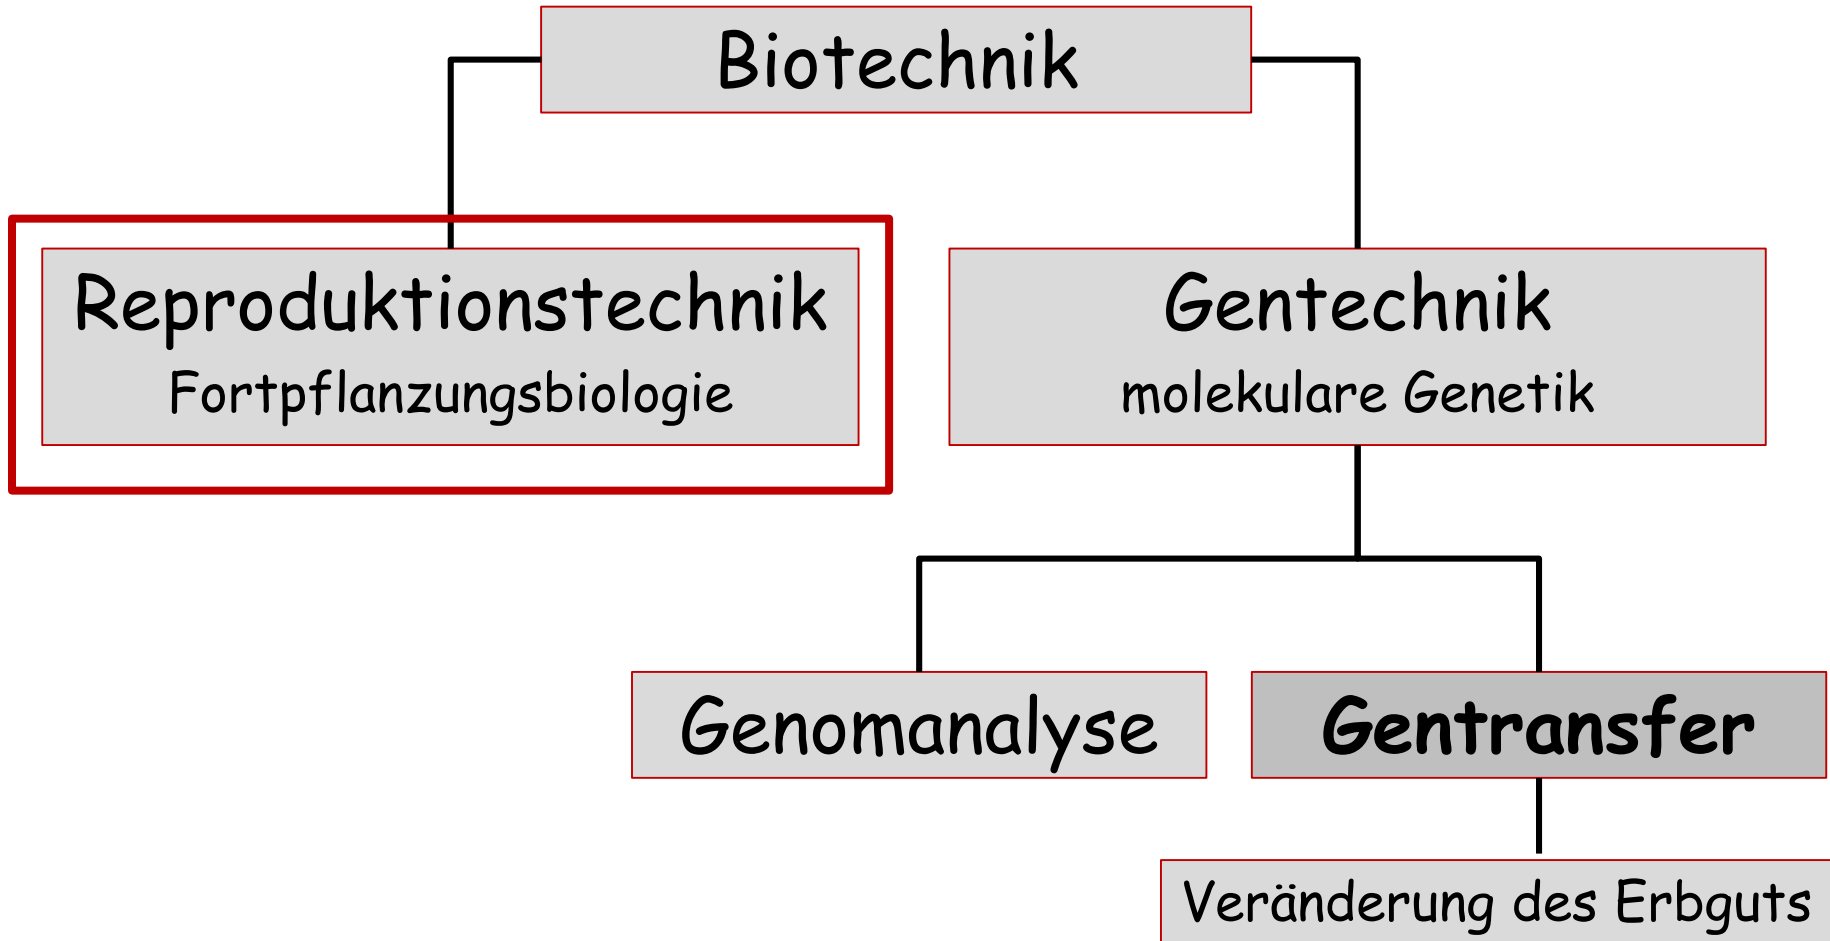 Biotechnik
Reproduktionstechnik
Fortpflanzungsbiologie
Gentechnik
molekulare Genetik
Genomanalyse
Gentransfer
Veränderung des Erbguts